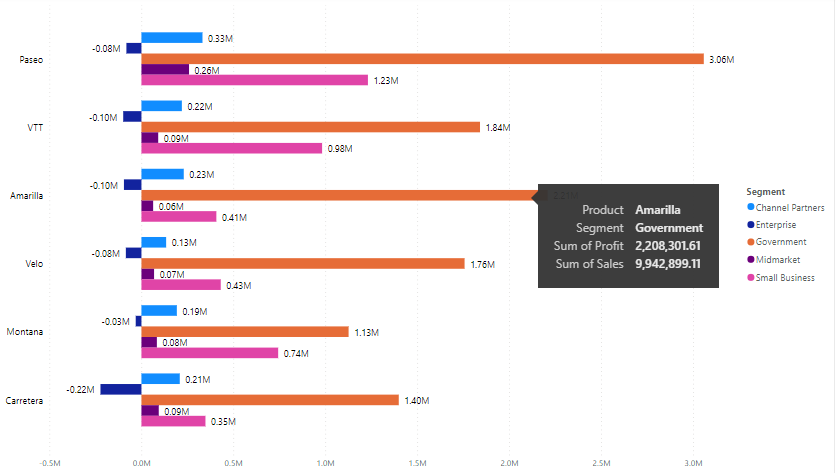 0.33M
-0.08M
Paseo
3.06M
0.26M
1.23M
0.22M
-0.10M
VTT
1.84M
0.09M
0.98M
0.23M
-0.10M
Amarilla
0.06M
0.41M
Product Amarilla
Segment Government
Sum of Profit 2,208,301.61
Sum of Sales 9,942,899.11
Segment
Channel Partners
Enterprise
Government
Midmarket
Small Business
0.13M
-0.08M
Velo
1.76M
0.07M
0.43M
0.19M
-0.03M
Montana
1.13M
0.08M
0.74M
0.21M
-0.22M
Carretera
1.40M
0.09M
0.35M
-0.5M 0.0M 0.5M 1.0M 1.5M 2.0M 2.5M 3.0M